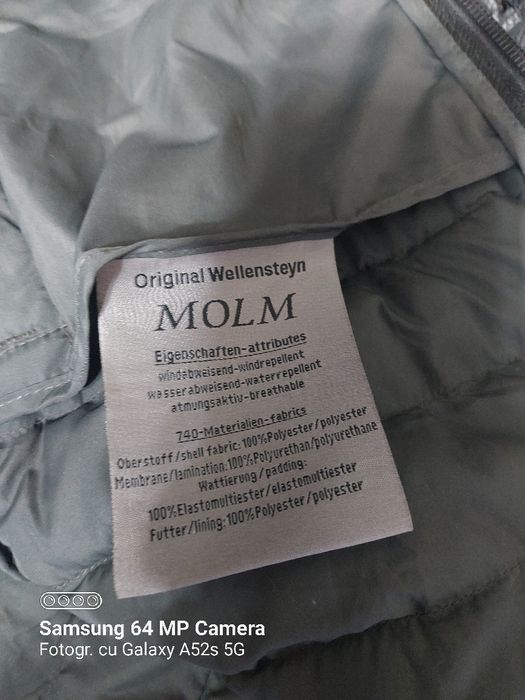 Original Wellensteyn
MOLM
Eigenschaften-attributes
windabweisend-windrepellent
wasserabweisend-waterrepellent
atmungsaktiv-breathable
740-Materialien-fabrics
Oberstoff/shell fabric:100%Polyester/polyester
Membrane/lamination:100%Polyurethan/polyurethane
Wattierung/padding:
100%Elastomultiester/elastomultiester
Futter/lining:100%Polyester/polyester
Samsung 64 MP Camera
Fotogr. cu Galaxy A52s 5G